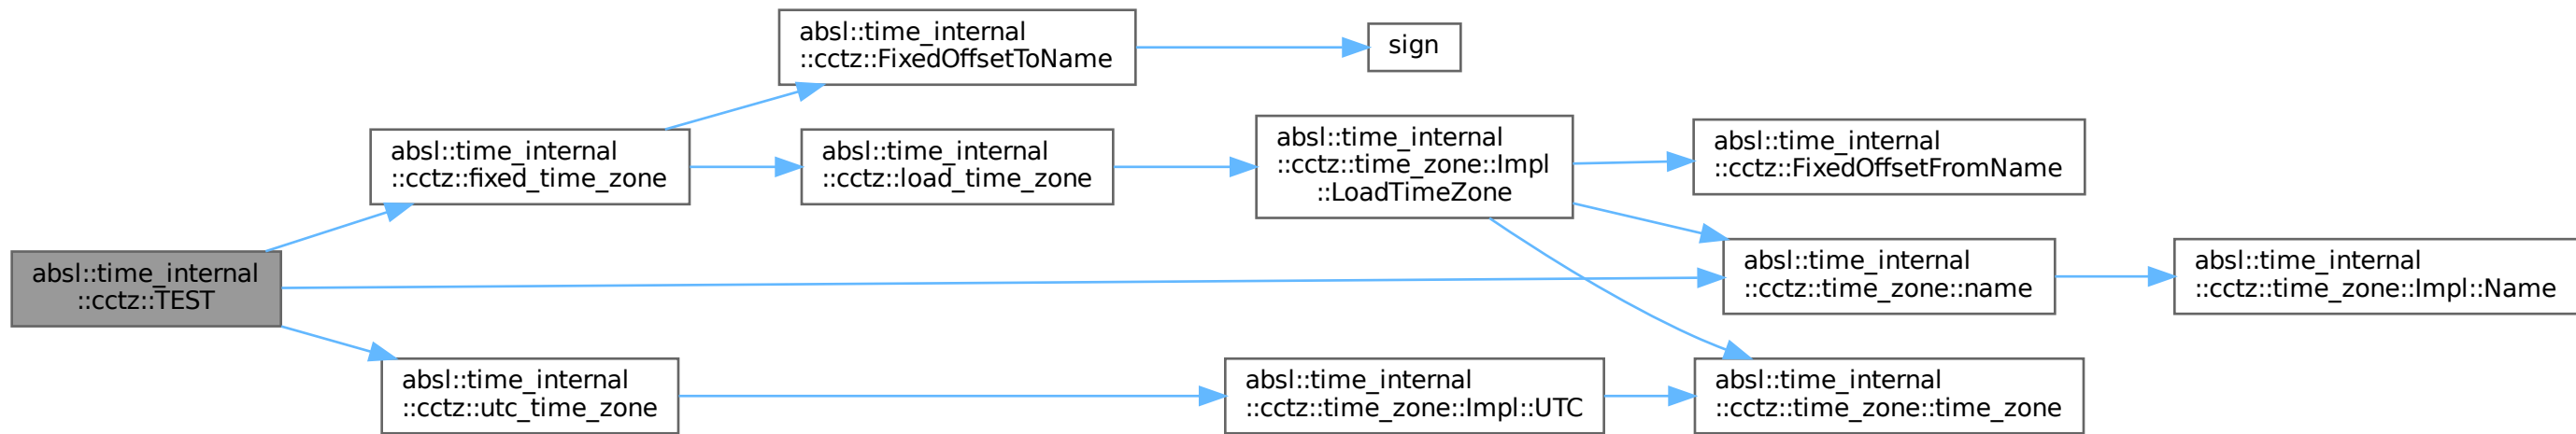 absl::time_internal
::cctz::TEST
absl::time_internal
::cctz::fixed_time_zone
absl::time_internal
::cctz::FixedOffsetToName
sign
absl::time_internal
::cctz::load_time_zone
absl::time_internal
::cctz::time_zone::Impl
::LoadTimeZone
absl::time_internal
::cctz::FixedOffsetFromName
absl::time_internal
::cctz::time_zone::name
absl::time_internal
::cctz::time_zone::Impl::Name
absl::time_internal
::cctz::utc_time_zone
absl::time_internal
::cctz::time_zone::Impl::UTC
absl::time_internal
::cctz::time_zone::time_zone